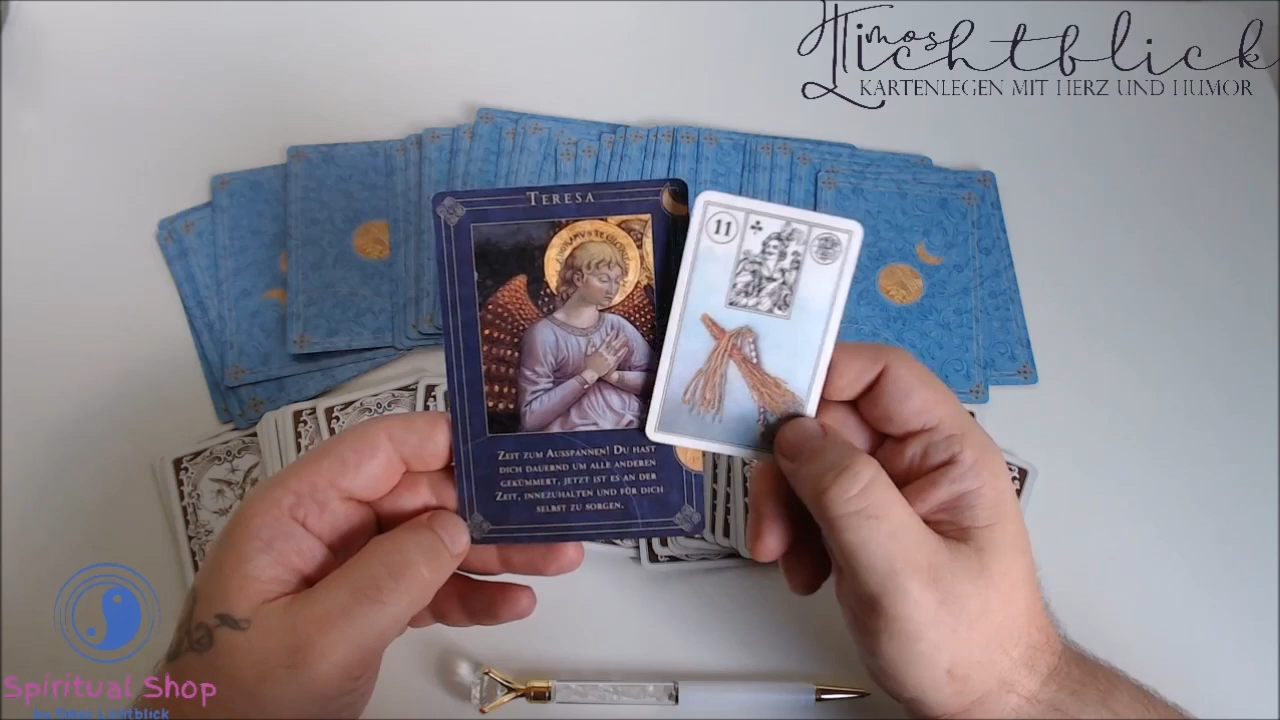 Timos
Lichtblick
KARTENLEGEN MIT HERZ UND HUMOR
TERESA
11
ZEIT ZUM AUSSPANNEN! DU HAST
DICH DAUERND UM ALLE ANDEREN
GEKÜMMERT, JETZT IST ES AN DER
ZEIT, INNEZUHALTEN UND FÜR DICH
SELBST ZU SORGEN.
Spiritual Shop
Lichtblick